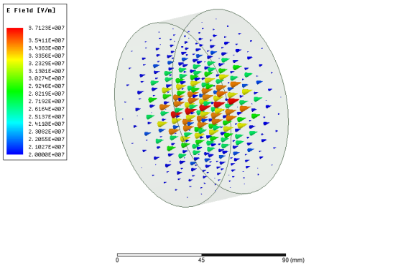 E Field [V/m]
3.7123E+007
3.5411E+007
3.4383E+007
3.3356E+007
3.2329E+007
3.1301E+007
3.0274E+007
2.9246E+007
2.8219E+007
2.7192E+007
2.6164E+007
2.5137E+007
2.4110E+007
2.3082E+007
2.2055E+007
2.1027E+007
2.0000E+007
0 45 90 (mm)